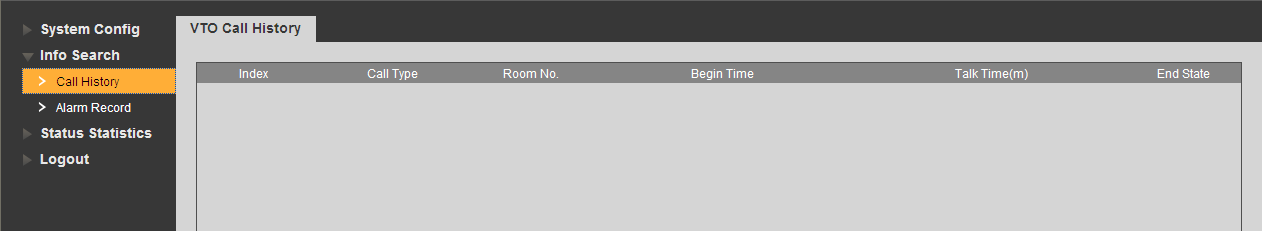 System Config
Info Search
Call History
Alarm Record
Status Statistics
Logout
VTO Call History
Index Call Type Room No. Begin Time Talk Time(m) End State